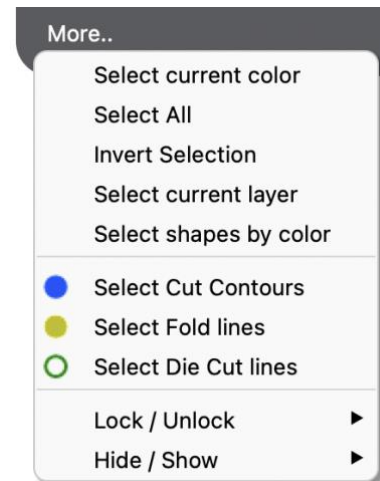 More..
Select current color
Select All
Invert Selection
Select current layer
Select shapes by color
Select Cut Contours
Select Fold lines
Select Die Cut lines
Lock / Unlock
Hide / Show